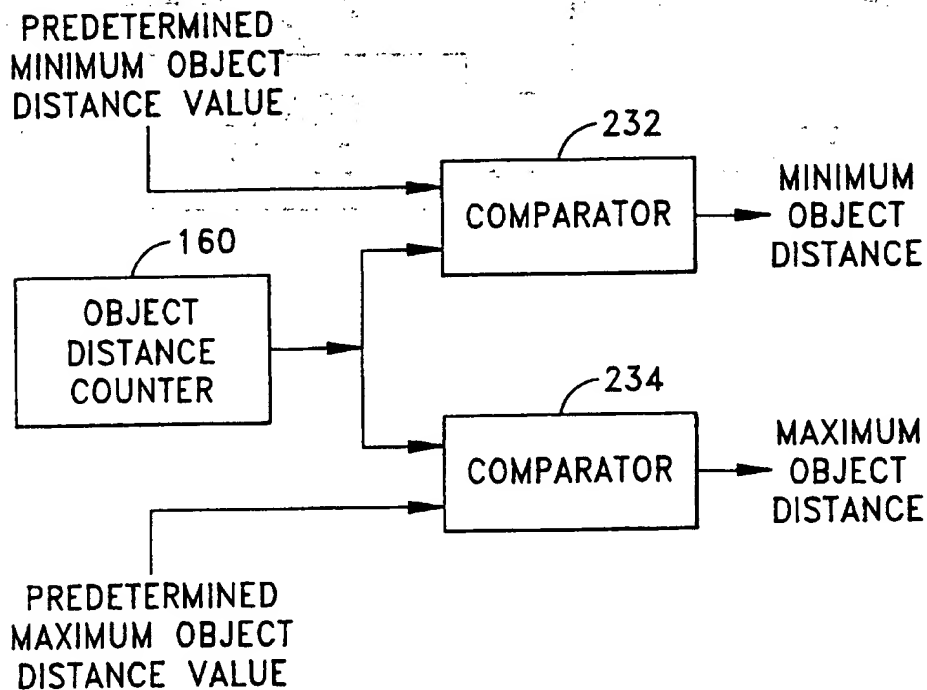 PREDETERMINED
MINIMUM OBJECT
DISTANCE VALUE
232
COMPARATOR
MINIMUM
OBJECT
DISTANCE
160
OBJECT
DISTANCE
COUNTER
234
COMPARATOR
MAXIMUM
OBJECT
DISTANCE
PREDETERMINED
MAXIMUM OBJECT
DISTANCE VALUE